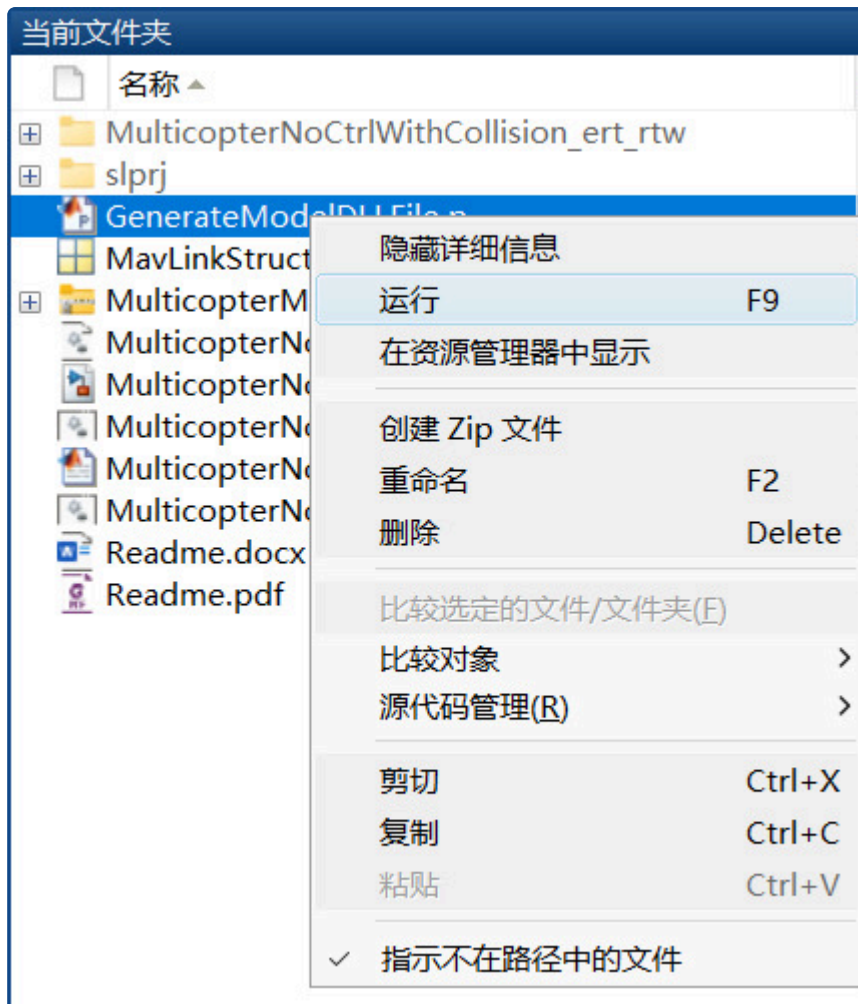 当前文件夹
名称
MulticopterNoCtrlWithCollision_ert_rtw
slprj
GenerateModelDLLFile.p
MavLinkStruct
MulticopterM
MulticopterNo
MulticopterNo
MulticopterNo
MulticopterNo
MulticopterNo
Readme.docx
Readme.pdf
隐藏详细信息
运行 F9
在资源管理器中显示
创建 Zip 文件
重命名 F2
删除 Delete
比较选定的文件/文件夹(F)
比较对象
源代码管理(R)
剪切 Ctrl+X
复制 Ctrl+C
粘贴 Ctrl+V
指示不在路径中的文件